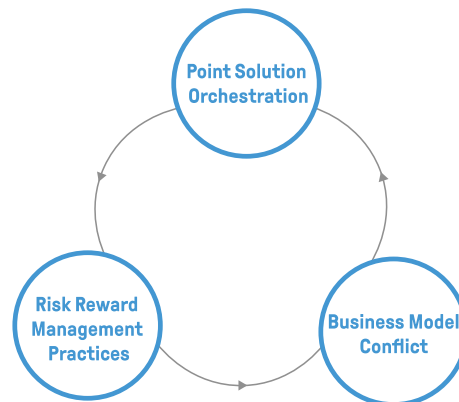 Point Solution
Orchestration
Risk Reward
Management
Practices
Business Model
Conflict